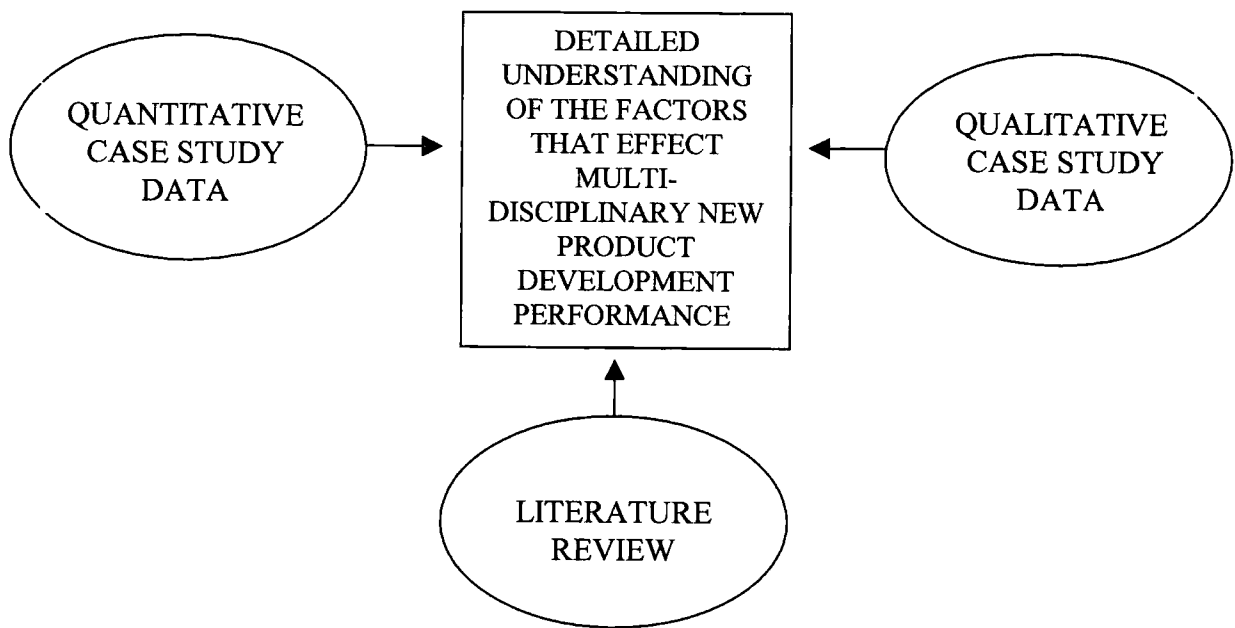 QUANTITATIVE
CASE STUDY
DATA
DETAILED
UNDERSTANDING
OF THE FACTORS
THAT EFFECT
MULTI-
DISCIPLINARY NEW
PRODUCT
DEVELOPMENT
PERFORMANCE
QUALITATIVE
CASE STUDY
DATA
LITERATURE
REVIEW